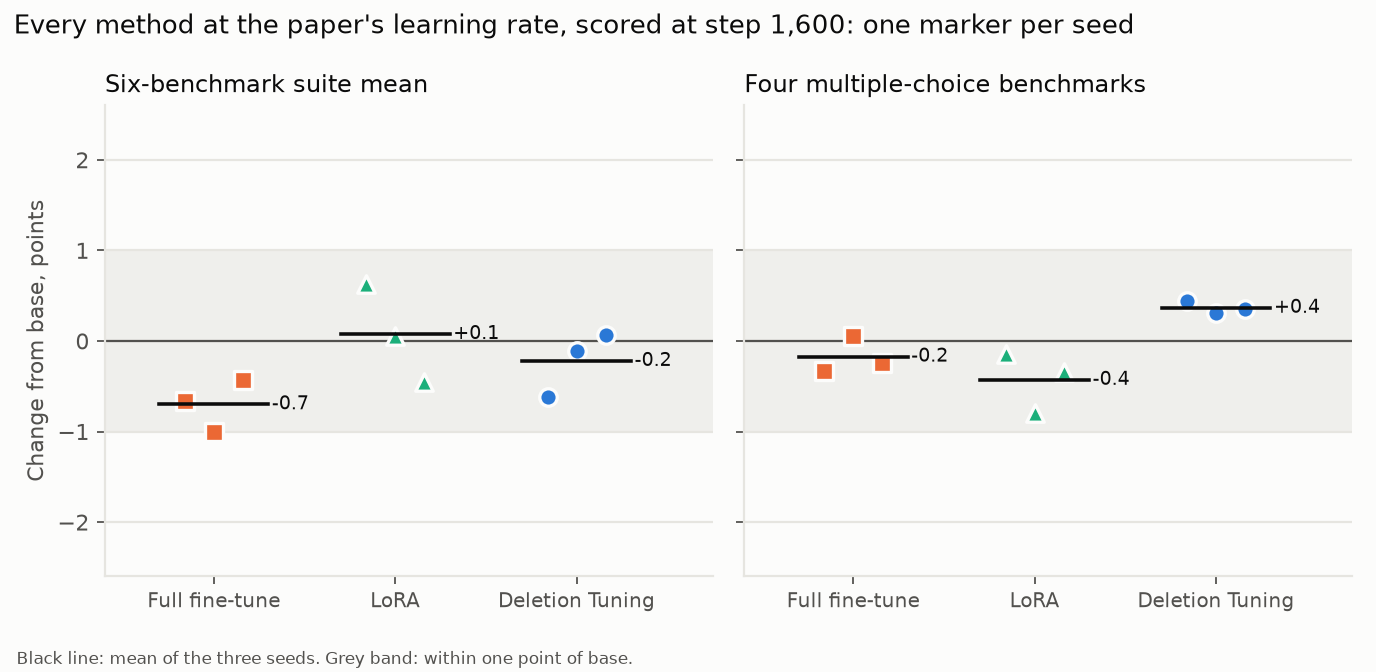 Every method at the paper's learning rate, scored at step 1,600: one marker per seed
Six-benchmark suite mean
Four multiple-choice benchmarks
Change from base, points
2
1
0
−1
−2
+0.1
-0.2
-0.7
+0.4
-0.2
-0.4
Full fine-tune
LoRA
Deletion Tuning
Full fine-tune
LoRA
Deletion Tuning
Black line: mean of the three seeds. Grey band: within one point of base.